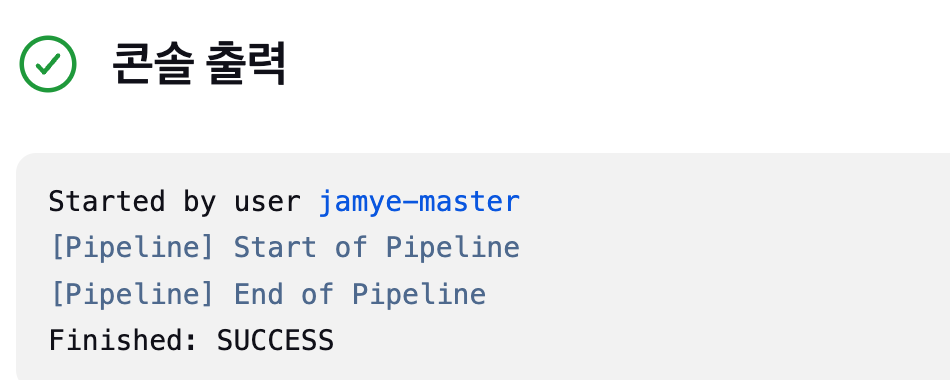 콘솔 출력
Started by user jamye-master
[Pipeline] Start of Pipeline
[Pipeline] End of Pipeline
Finished: SUCCESS